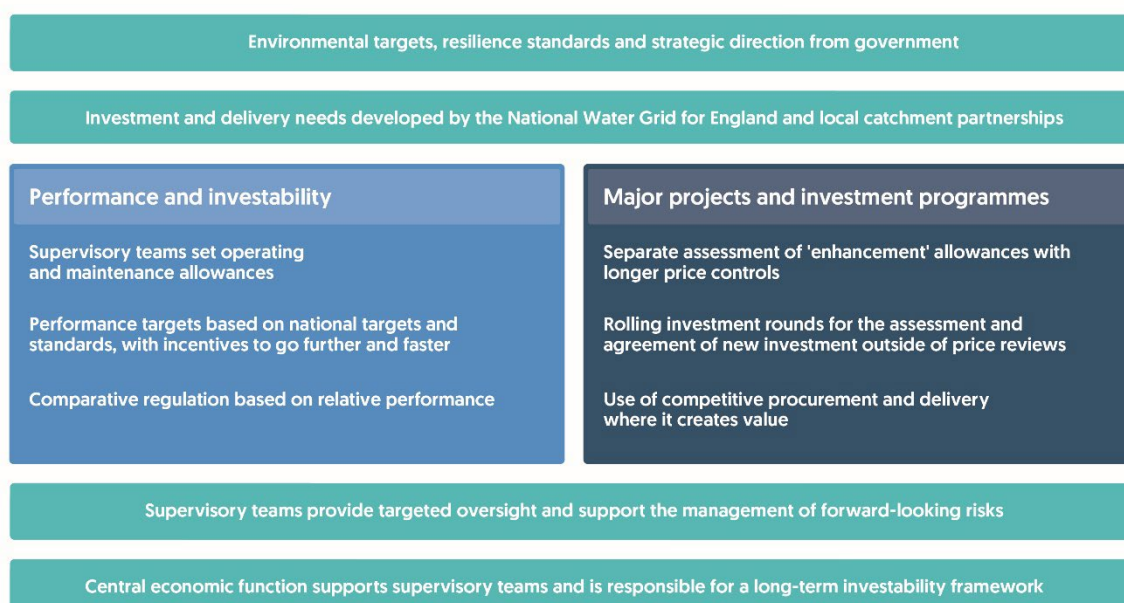 Environmental targets, resilience standards and strategic direction from government
Investment and delivery needs developed by the National Water Grid for England and local catchment partnerships
Performance and investability
Supervisory teams set operating
and maintenance allowances
Performance targets based on national targets and
standards, with incentives to go further and faster
Comparative regulation based on relative performance
Major projects and investment programmes
Separate assessment of 'enhancement' allowances with
longer price controls
Rolling investment rounds for the assessment and
agreement of new investment outside of price reviews
Use of competitive procurement and delivery
where it creates value
Supervisory teams provide targeted oversight and support the management of forward-looking risks
Central economic function supports supervisory teams and is responsible for a long-term investability framework